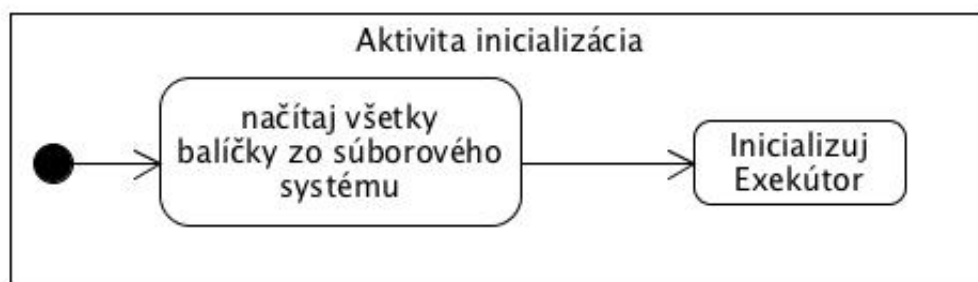 Aktivita inicializácia
načítaj všetky
balíčky zo súborového
systému
Inicializuj
Exekútor